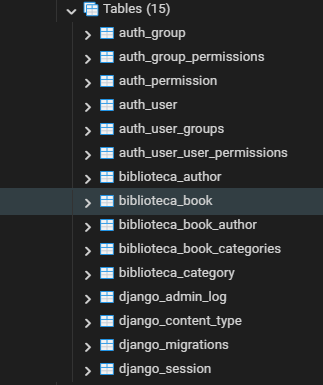 Tables (15)
auth_group
auth_group_permissions
auth_permission
auth_user
auth_user_groups
auth_user_user_permissions
biblioteca_author
biblioteca_book
biblioteca_book_author
biblioteca_book_categories
biblioteca_category
django_admin_log
django_content_type
django_migrations
django_session